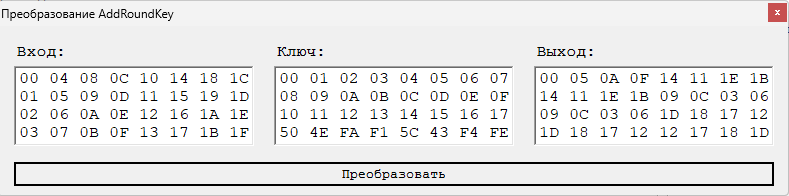 Преобразование AddRoundKey
x
Вход:
00 04 08 0C 10 14 18 1C
01 05 09 0D 11 15 19 1D
02 06 0A 0E 12 16 1A 1E
03 07 0B 0F 13 17 1B 1F
Ключ:
00 01 02 03 04 05 06 07
08 09 0A 0B 0C 0D 0E 0F
10 11 12 13 14 15 16 17
50 4E FA F1 5C 43 F4 FE
Выход:
00 05 0A 0F 14 11 1E 1B
14 11 1E 1B 09 0C 03 06
09 0C 03 06 1D 18 17 12
1D 18 17 12 12 17 18 1D
Преобразовать